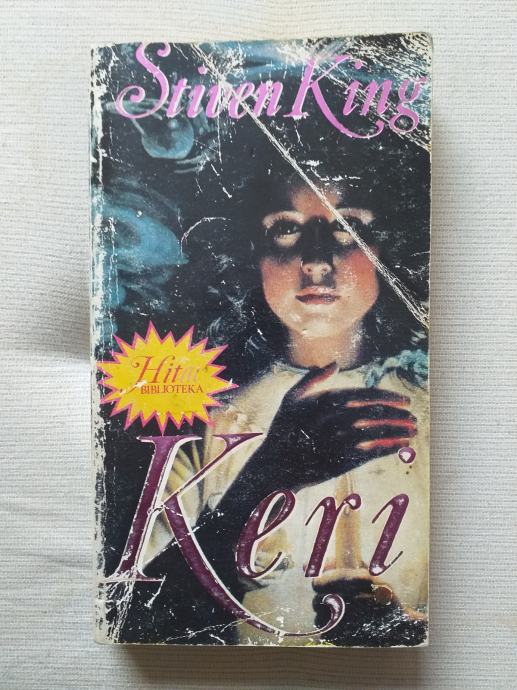 Stiven King
Hit
BIBLIOTEKA
Keri